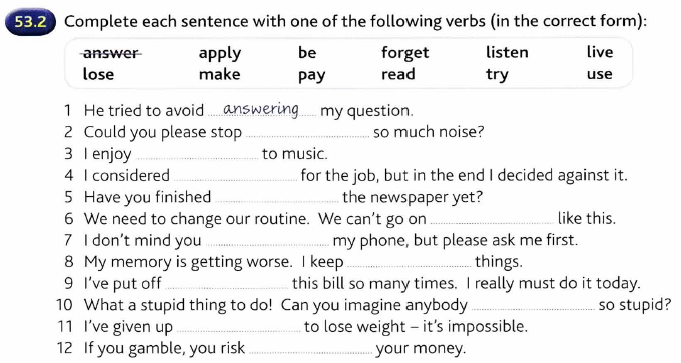 53.2 Complete each sentence with one of the following verbs (in the correct form):
answer apply be forget listen live
lose make pay read try use
1 He tried to avoid answering my question.
2 Could you please stop ........ so much noise?
3 I enjoy ........ to music.
4 I considered ........ for the job, but in the end I decided against it.
5 Have you finished ........ the newspaper yet?
6 We need to change our routine. We can't go on ........ like this.
7 I don't mind you ........ my phone, but please ask me first.
8 My memory is getting worse. I keep ........ things.
9 I've put off ........ this bill so many times. I really must do it today.
10 What a stupid thing to do! Can you imagine anybody ........ so stupid?
11 I've given up ........ to lose weight – it's impossible.
12 If you gamble, you risk ........ your money.